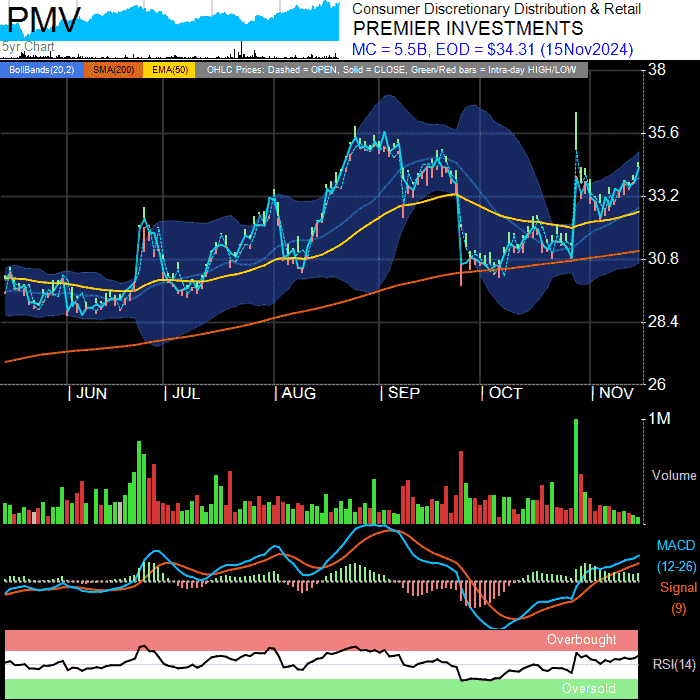 PMV
5yr Chart
Consumer Discretionary Distribution & Retail
PREMIER INVESTMENTS
MC = 5.5B, EOD = $34.31 (15Nov2024)
BollBands(20,2) SMA(200) EMA(50) OHLC Prices: Dashed = OPEN, Solid = CLOSE, Green/Red bars = Intra-day HIGH/LOW
38
35.6
33.2
30.8
28.4
26
JUN JUL AUG SEP OCT NOV
1M
Volume
MACD
(12-26)
Signal
(9)
Overbought
RSI(14)
Oversold